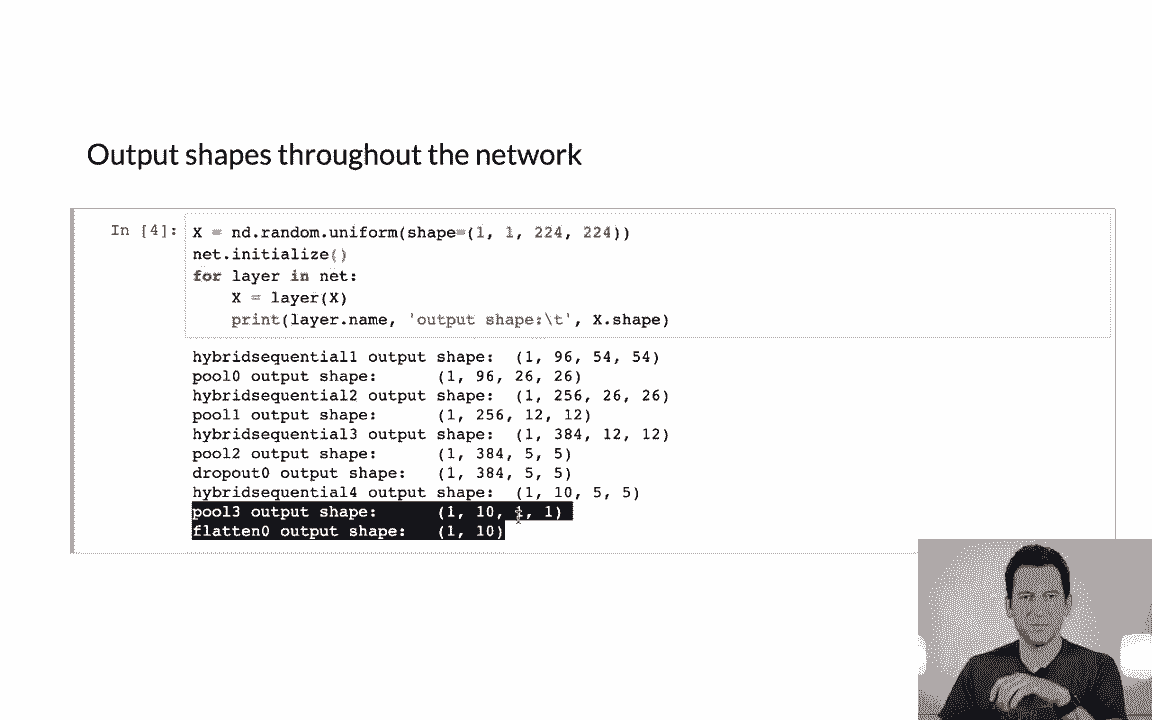 Output shapes throughout the network
In [4]: X = nd.random.uniform(shape=(1, 1, 224, 224))
net.initialize()
for layer in net:
    X = layer(X)
    print(layer.name, 'output shape:\t', X.shape)
hybridsequential1 output shape:  (1, 96, 54, 54)
pool0 output shape:      (1, 96, 26, 26)
hybridsequential2 output shape:  (1, 256, 26, 26)
pool1 output shape:      (1, 256, 12, 12)
hybridsequential3 output shape:  (1, 384, 12, 12)
pool2 output shape:      (1, 384, 5, 5)
dropout0 output shape:   (1, 384, 5, 5)
hybridsequential4 output shape:  (1, 10, 5, 5)
pool3 output shape:      (1, 10, 1, 1)
flatten0 output shape:   (1, 10)